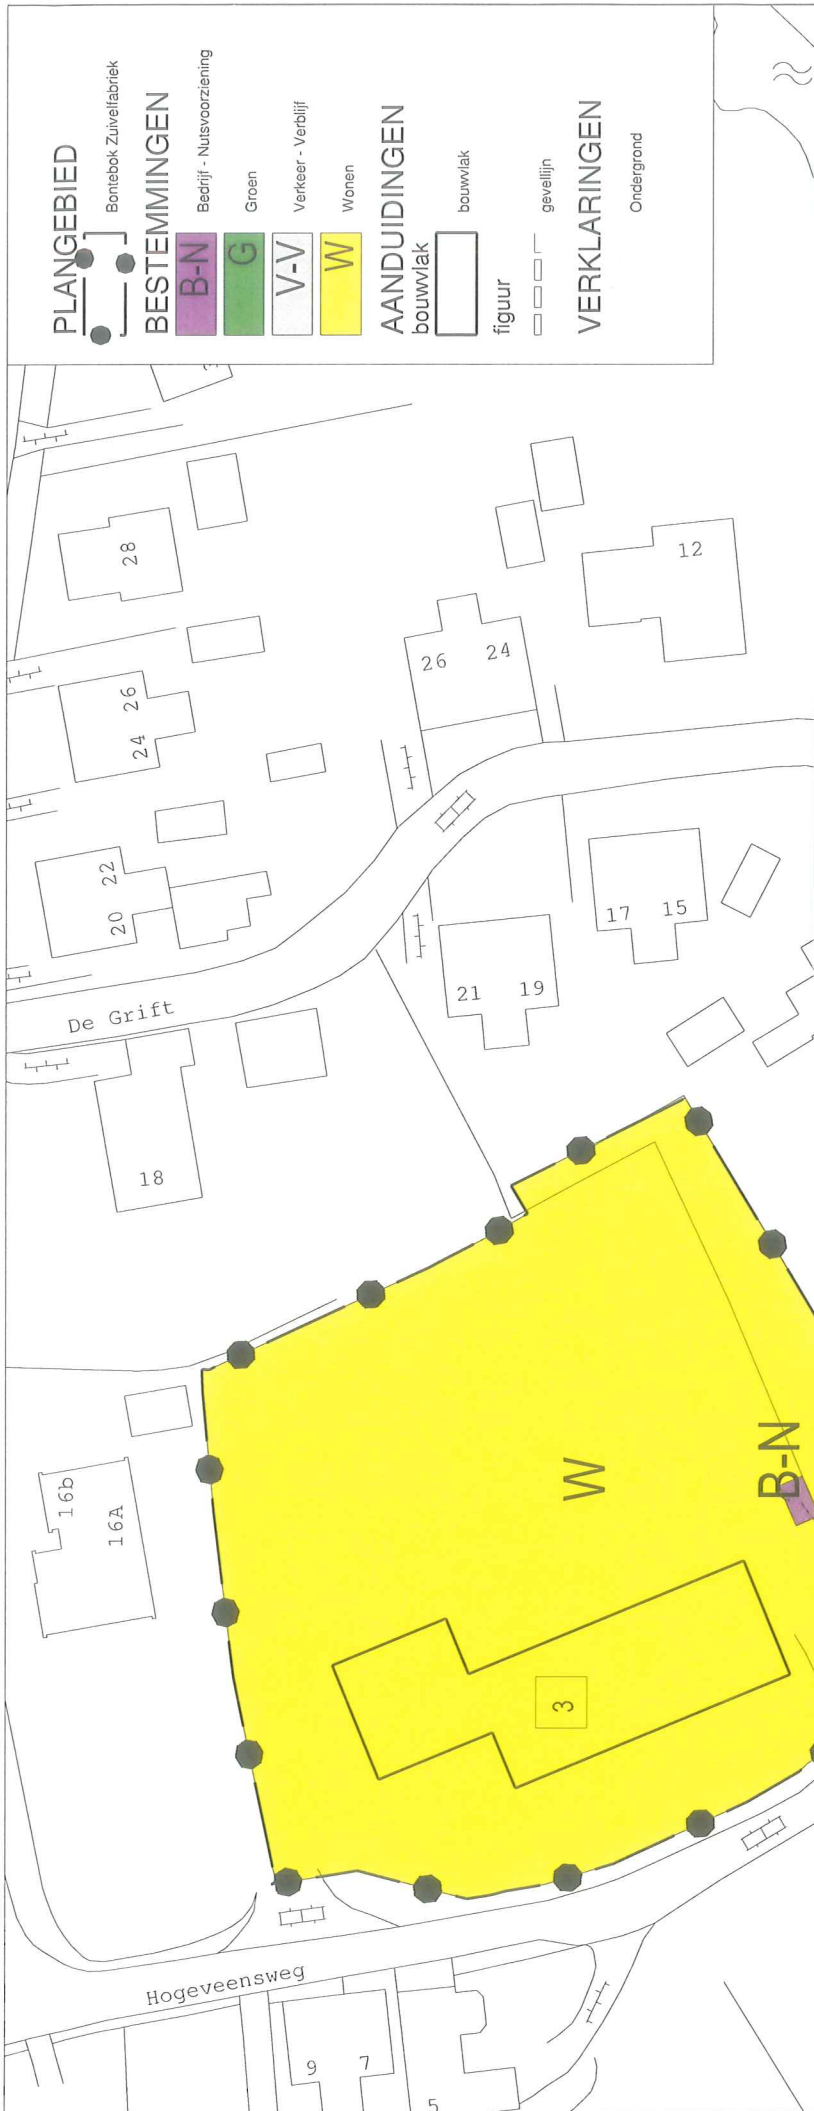 PLANGEBIED
Bontebok Zuivelfabriek
BESTEMMINGEN
B-N
Bedrijf - Nutsvoorziening
G
Groen
V-V
Verkeer - Verblijf
W
Wonen
AANDUIDINGEN
bouwvlak
bouwvlak
figuur
gevellijn
VERKLARINGEN
Ondergrond
28
26
24
22
20
26
24
12
De Grift
21
19
17
15
18
16b
16A
W
B-N
3
Hogeveensweg
9
7
5